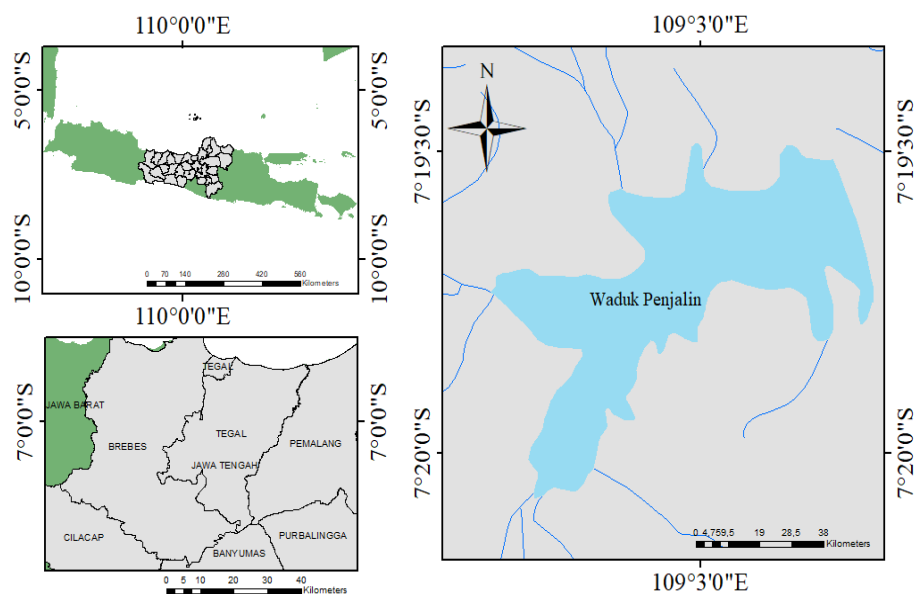 110°0'0"E
5°0'0"S
5°0'0"S
10°0'0"S
10°0'0"S
0 70 140 280 420 560
Kilometers
110°0'0"E
7°0'0"S
7°0'0"S
TEGAL
JAWA BARAT
BREBES
TEGAL
PEMALANG
JAWA TENGAH
CILACAP
PURBALINGGA
BANYUMAS
0 5 10 20 30 40
Kilometers
109°3'0"E
N
7°19'30"S
7°19'30"S
Waduk Penjalin
7°20'0"S
7°20'0"S
0 4,759,5 19 28,5 38
Kilometers
109°3'0"E